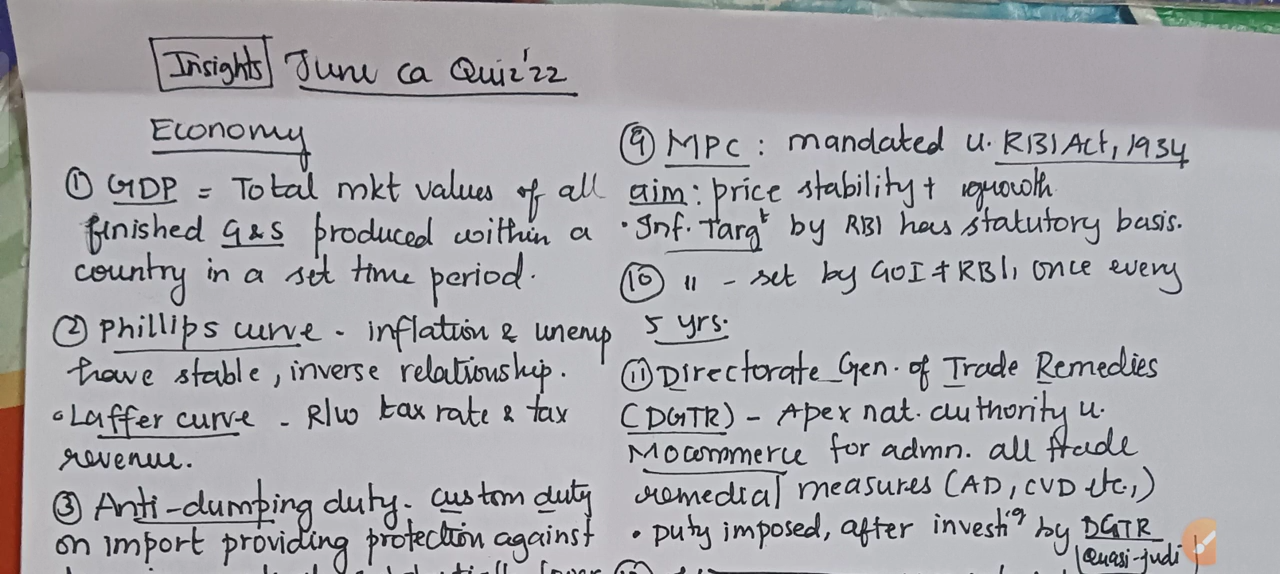 Insights June ca Quiz'22
Economy
① GDP = Total mkt values of all
finished G&S produced within a
country in a set time period.
② Phillips curve - inflation & unemp
have stable, inverse relationship.
• Laffer curve - R/w tax rate & tax
revenue.
③ Anti-dumping duty - custom duty
on import providing protection against
⑨ MPC : mandated u. RBI Act, 1934
aim : price stability + growth
• Inf. Targᵗ by RBI has statutory basis.
⑩ " - set by GOI & RBI, once every
5 yrs.
⑪ Directorate Gen. of Trade Remedies
(DGTR) - Apex nat. authority u.
MOcommerce for admn. all trade
remedial measures (AD, CVD etc.,)
• Duty imposed, after investiᵍ by DGTR
(Quasi-judi)